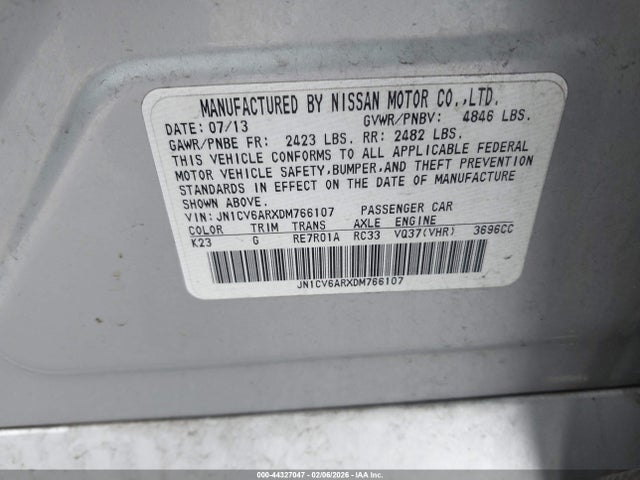 MANUFACTURED BY NISSAN MOTOR CO.,LTD.
DATE: 07/13 GVWR/PNBV: 4846 LBS.
GAWR/PNBE FR: 2423 LBS. RR: 2482 LBS.
THIS VEHICLE CONFORMS TO ALL APPLICABLE FEDERAL
MOTOR VEHICLE SAFETY,BUMPER,AND THEFT PREVENTION
STANDARDS IN EFFECT ON THE DATE OF MANUFACTURE
SHOWN ABOVE.
VIN: JN1CV6ARXDM766107 PASSENGER CAR
COLOR TRIM TRANS AXLE ENGINE
K23 G RE7R01A RC33 VQ37(VHR) 3696CC
JN1CV6ARXDM766107
000-44327047 - 02/06/2026 - IAA Inc.